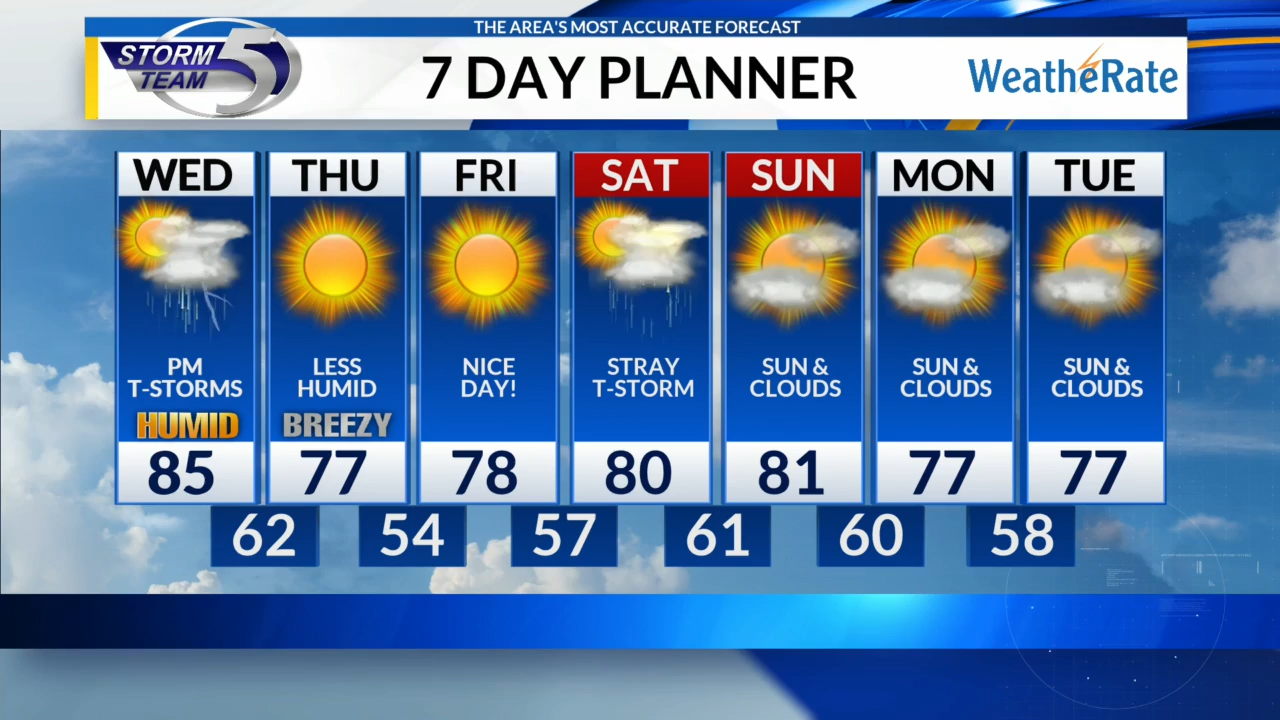 THE AREA'S MOST ACCURATE FORECAST
STORM
TEAM
5
7 DAY PLANNER
WeatheRate
WED THU FRI SAT SUN MON TUE
PM
T-STORMS
HUMID
LESS
HUMID
BREEZY
NICE
DAY!
STRAY
T-STORM
SUN &
CLOUDS
SUN &
CLOUDS
SUN &
CLOUDS
85 77 78 80 81 77 77
62 54 57 61 60 58